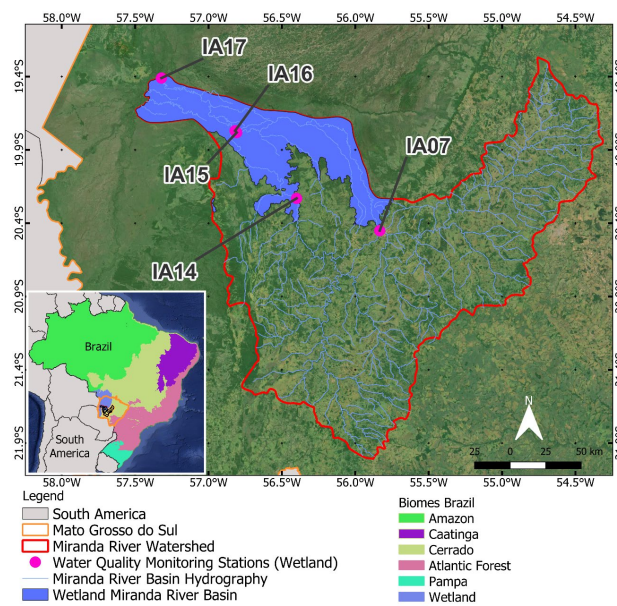 58.0°W 57.5°W 57.0°W 56.5°W 56.0°W 55.5°W 55.0°W 54.5°W
19.4°S
19.9°S
20.4°S
20.9°S
21.4°S
21.9°S
IA17
IA16
IA15
IA07
IA14
Brazil
South
America
N
25 0 25 50 km
58.0°W 57.5°W 57.0°W 56.5°W 56.0°W 55.5°W 55.0°W 54.5°W
Legend
South America
Mato Grosso do Sul
Miranda River Watershed
Water Quality Monitoring Stations (Wetland)
Miranda River Basin Hydrography
Wetland Miranda River Basin
Biomes Brazil
Amazon
Caatinga
Cerrado
Atlantic Forest
Pampa
Wetland